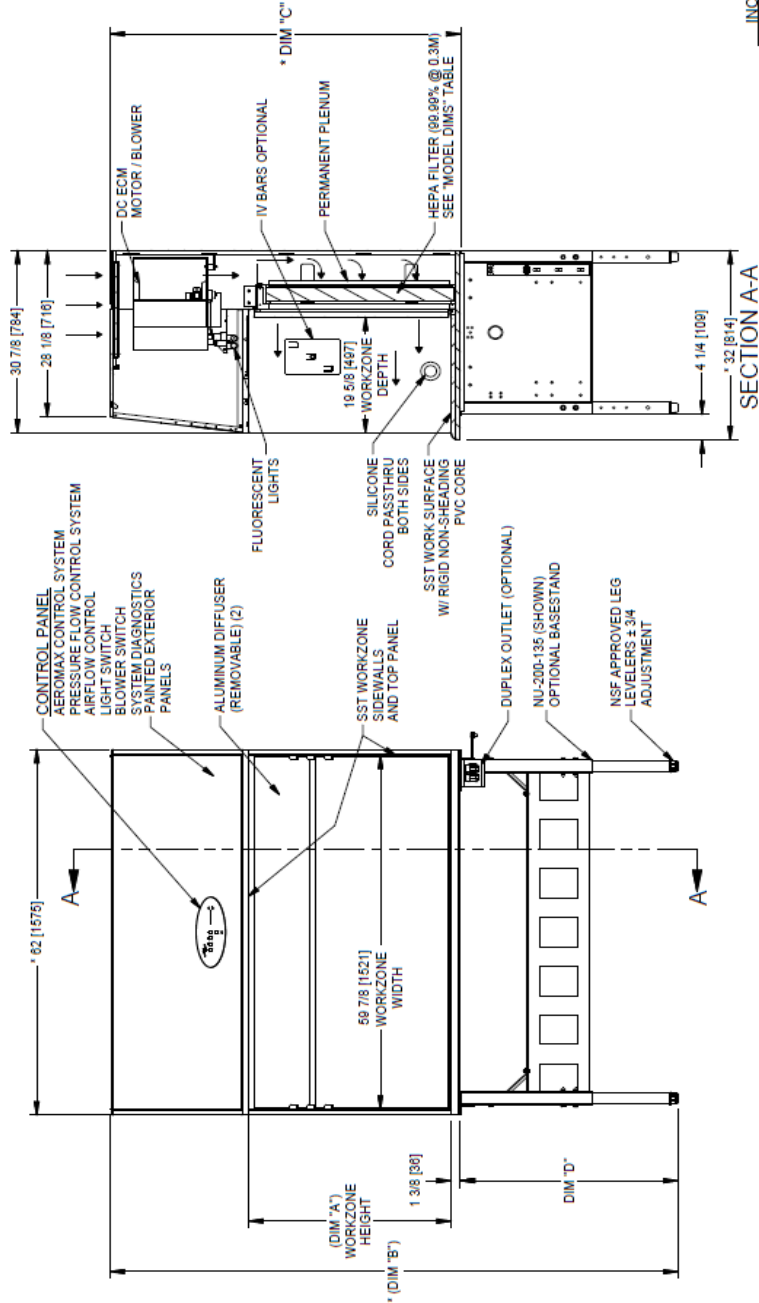 * 62 [1575]
A
A
CONTROL PANEL
AEROMAX CONTROL SYSTEM
PRESSURE FLOW CONTROL SYSTEM
AIRFLOW CONTROL
LIGHT SWITCH
BLOWER SWITCH
SYSTEM DIAGNOSTICS
PAINTED EXTERIOR
PANELS
ALUMINUM DIFFUSER
(REMOVABLE) (2)
SST WORKZONE
SIDEWALLS
AND TOP PANEL
59 7/8 [1521]
WORKZONE
WIDTH
* (DIM "B")
(DIM "A")
WORKZONE
HEIGHT
1 3/8 [36]
DIM "D"
DUPLEX OUTLET (OPTIONAL)
NU-200-135 (SHOWN)
OPTIONAL BASESTAND
NSF APPROVED LEG
LEVELERS ± 3/4
ADJUSTMENT
30 7/8 [784]
28 1/8 [716]
DC ECM
MOTOR / BLOWER
* DIM "C"
IV BARS OPTIONAL
PERMANENT PLENUM
HEPA FILTER (99.99% @ 0.3M)
SEE "MODEL DIMS" TABLE
FLUORESCENT
LIGHTS
19 5/8 [497]
WORKZONE
DEPTH
SILICONE
CORD PASSTHRU
BOTH SIDES
SST WORK SURFACE
W/ RIGID NON-SHEADING
PVC CORE
4 1/4 [109]
* 32 [814]
SECTION A-A
INC